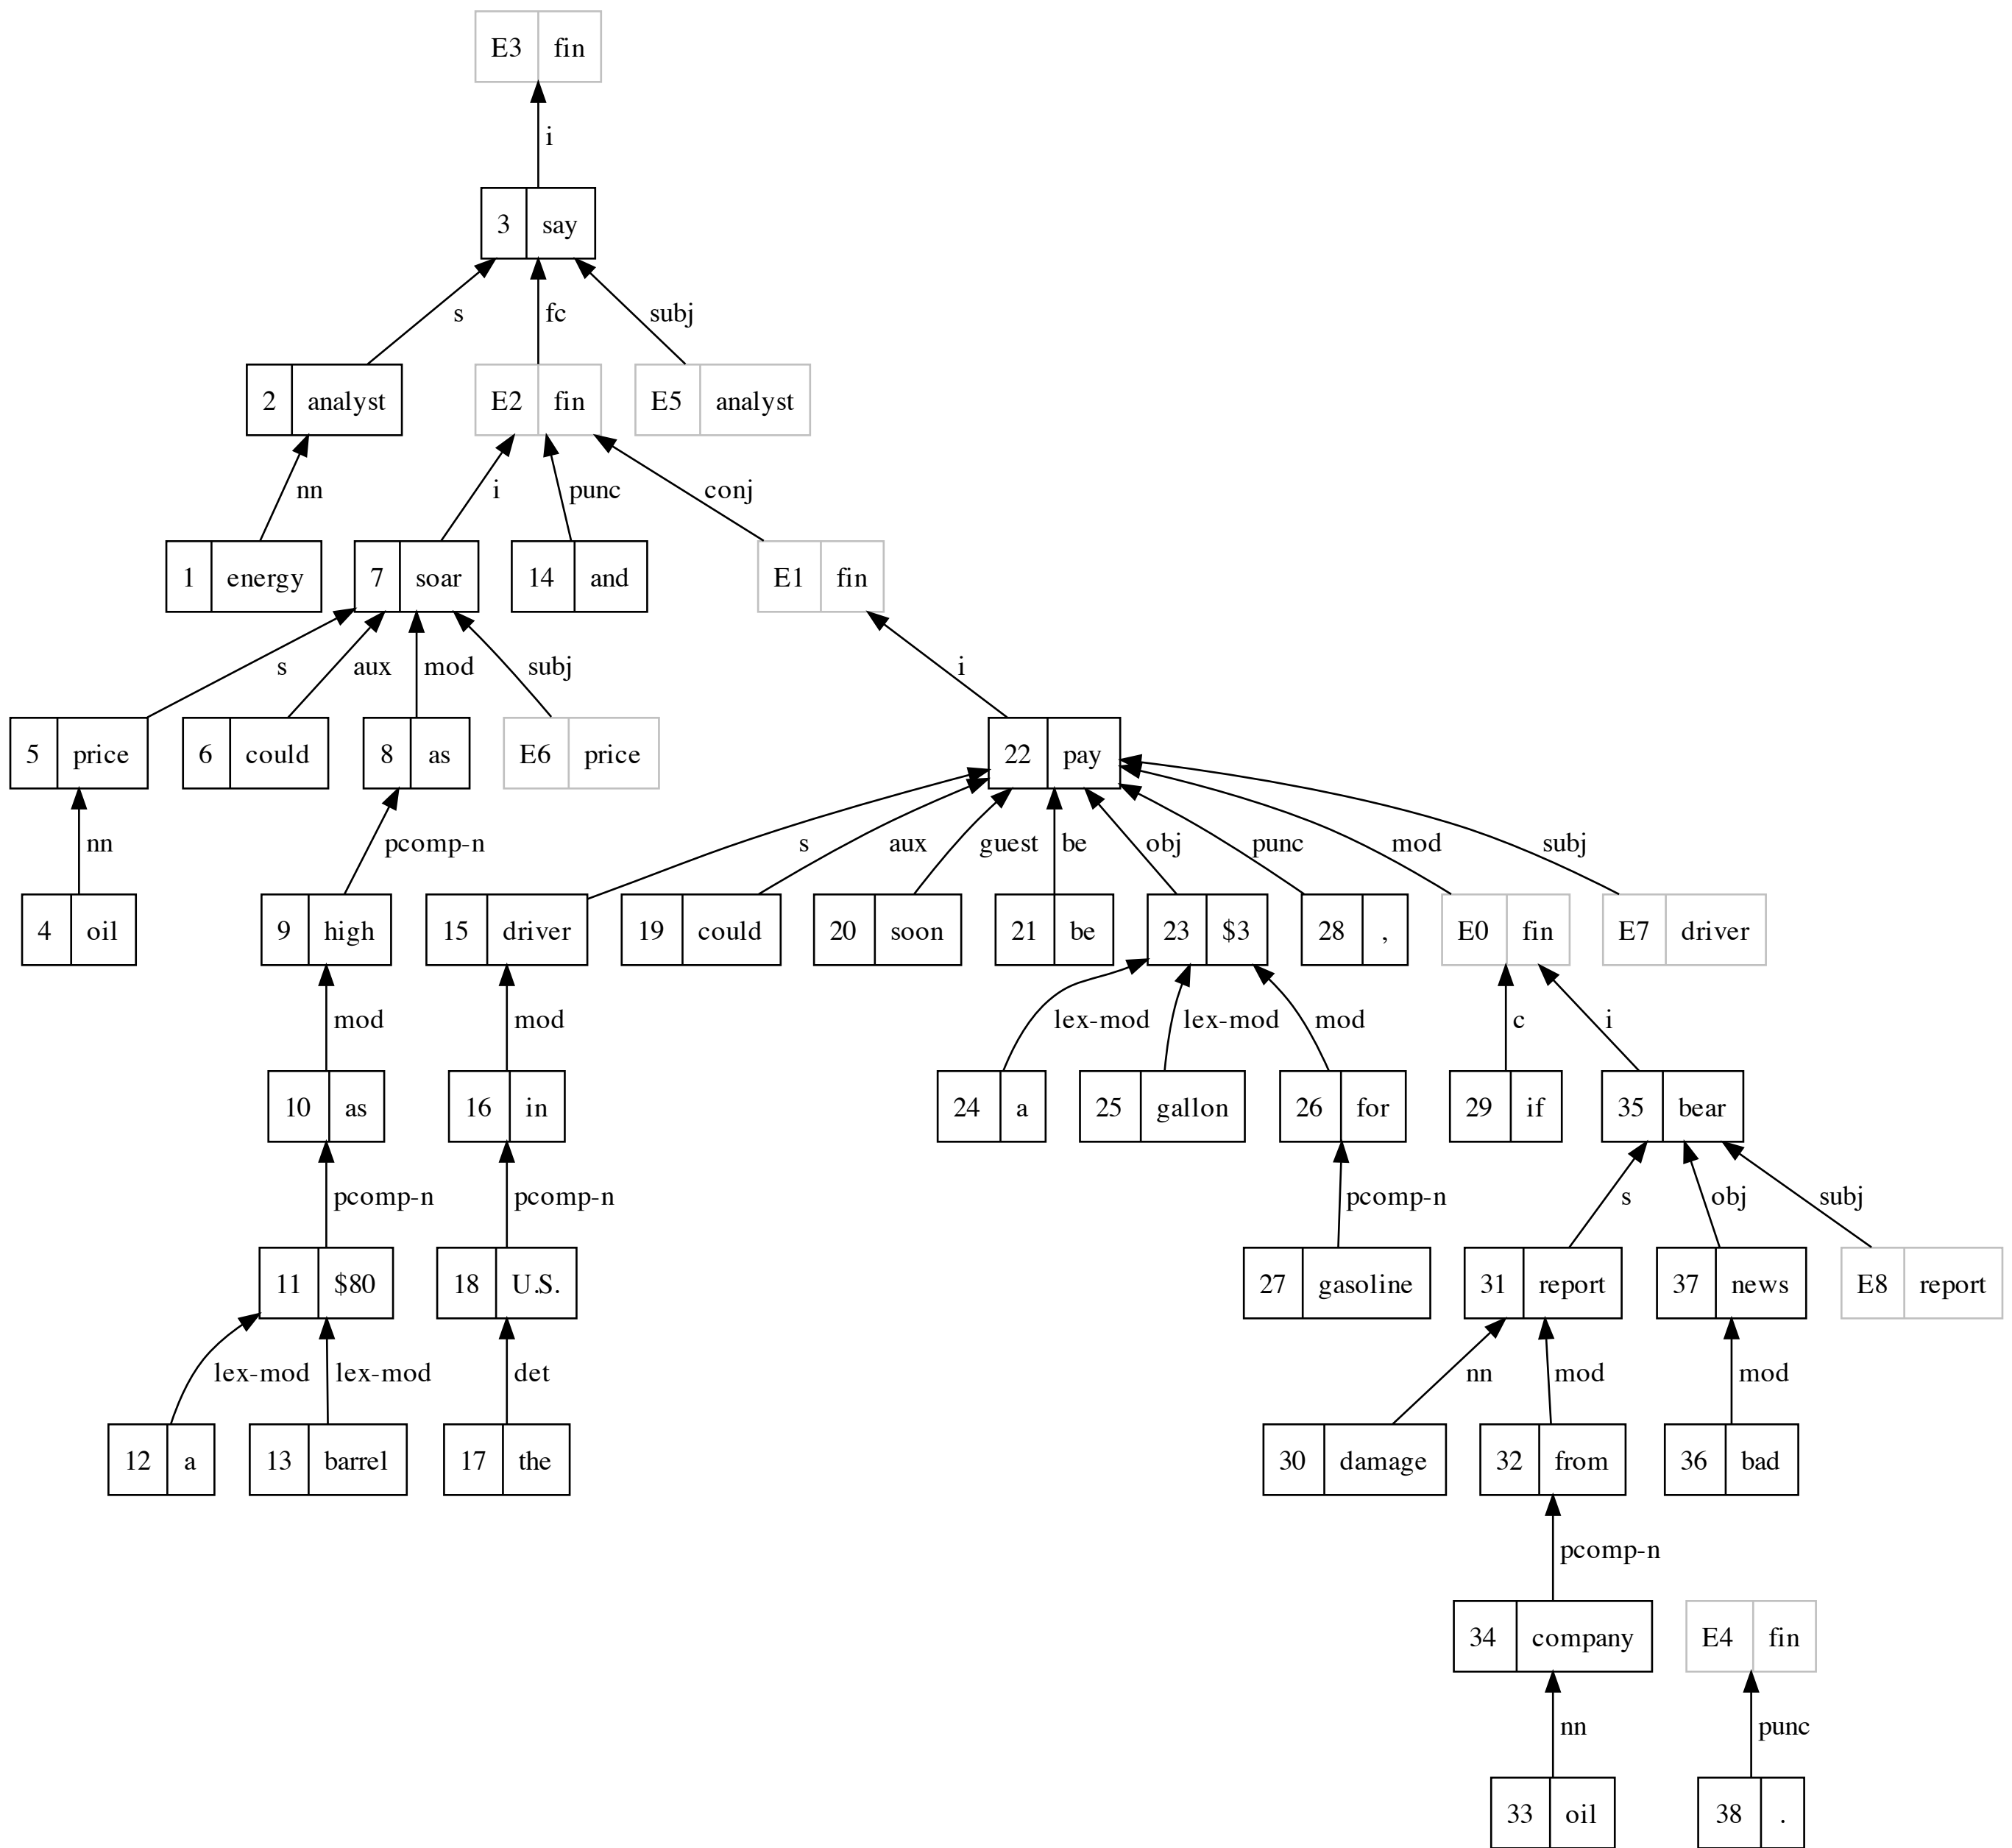 E3 fin
i
3 say
s fc subj
2 analyst E2 fin E5 analyst
nn i punc conj
1 energy 7 soar 14 and E1 fin
s aux mod subj i
5 price 6 could 8 as E6 price 22 pay
nn pcomp-n s aux guest be obj punc mod subj
4 oil 9 high 15 driver 19 could 20 soon 21 be 23 $3 28 , E0 fin E7 driver
mod mod lex-mod lex-mod mod c i
10 as 16 in 24 a 25 gallon 26 for 29 if 35 bear
pcomp-n pcomp-n pcomp-n s obj subj
11 $80 18 U.S. 27 gasoline 31 report 37 news E8 report
lex-mod lex-mod det nn mod mod
12 a 13 barrel 17 the 30 damage 32 from 36 bad
pcomp-n
34 company E4 fin
nn punc
33 oil 38 .